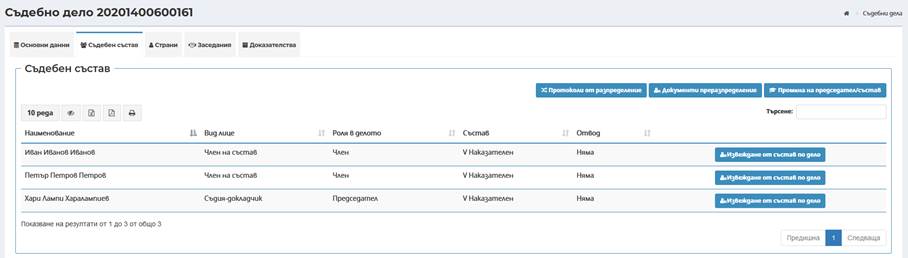 Съдебно дело 20201400600161
Съдебни дела
Основни данни Съдебен състав Страни Заседания Доказателства
Съдебен състав
Протоколи от разпределение Документи преразпределение Промяна на председател/състав
10 реда Търсене:
Наименование Вид лице Роля в делото Състав Отвод
Иван Иванов Иванов Член на състав Член V Наказателен Няма Извеждане от състав по дело
Петър Петров Петров Член на състав Член V Наказателен Няма Извеждане от състав по дело
Хари Лампи Харалампиев Съдия-докладчик Председател V Наказателен Няма Извеждане от състав по дело
Показване на резултати от 1 до 3 от общо 3
Предишна 1 Следваща